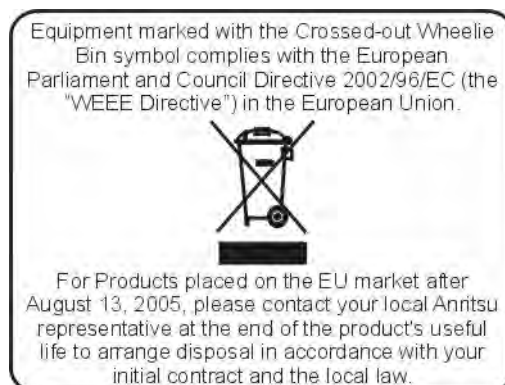 Equipment marked with the Crossed-out Wheelie
Bin symbol complies with the European
Parliament and Council Directive 2002/96/EC (the
"WEEE Directive") in the European Union.
For Products placed on the EU market after
August 13, 2005, please contact your local Anritsu
representative at the end of the product's useful
life to arrange disposal in accordance with your
initial contract and the local law.